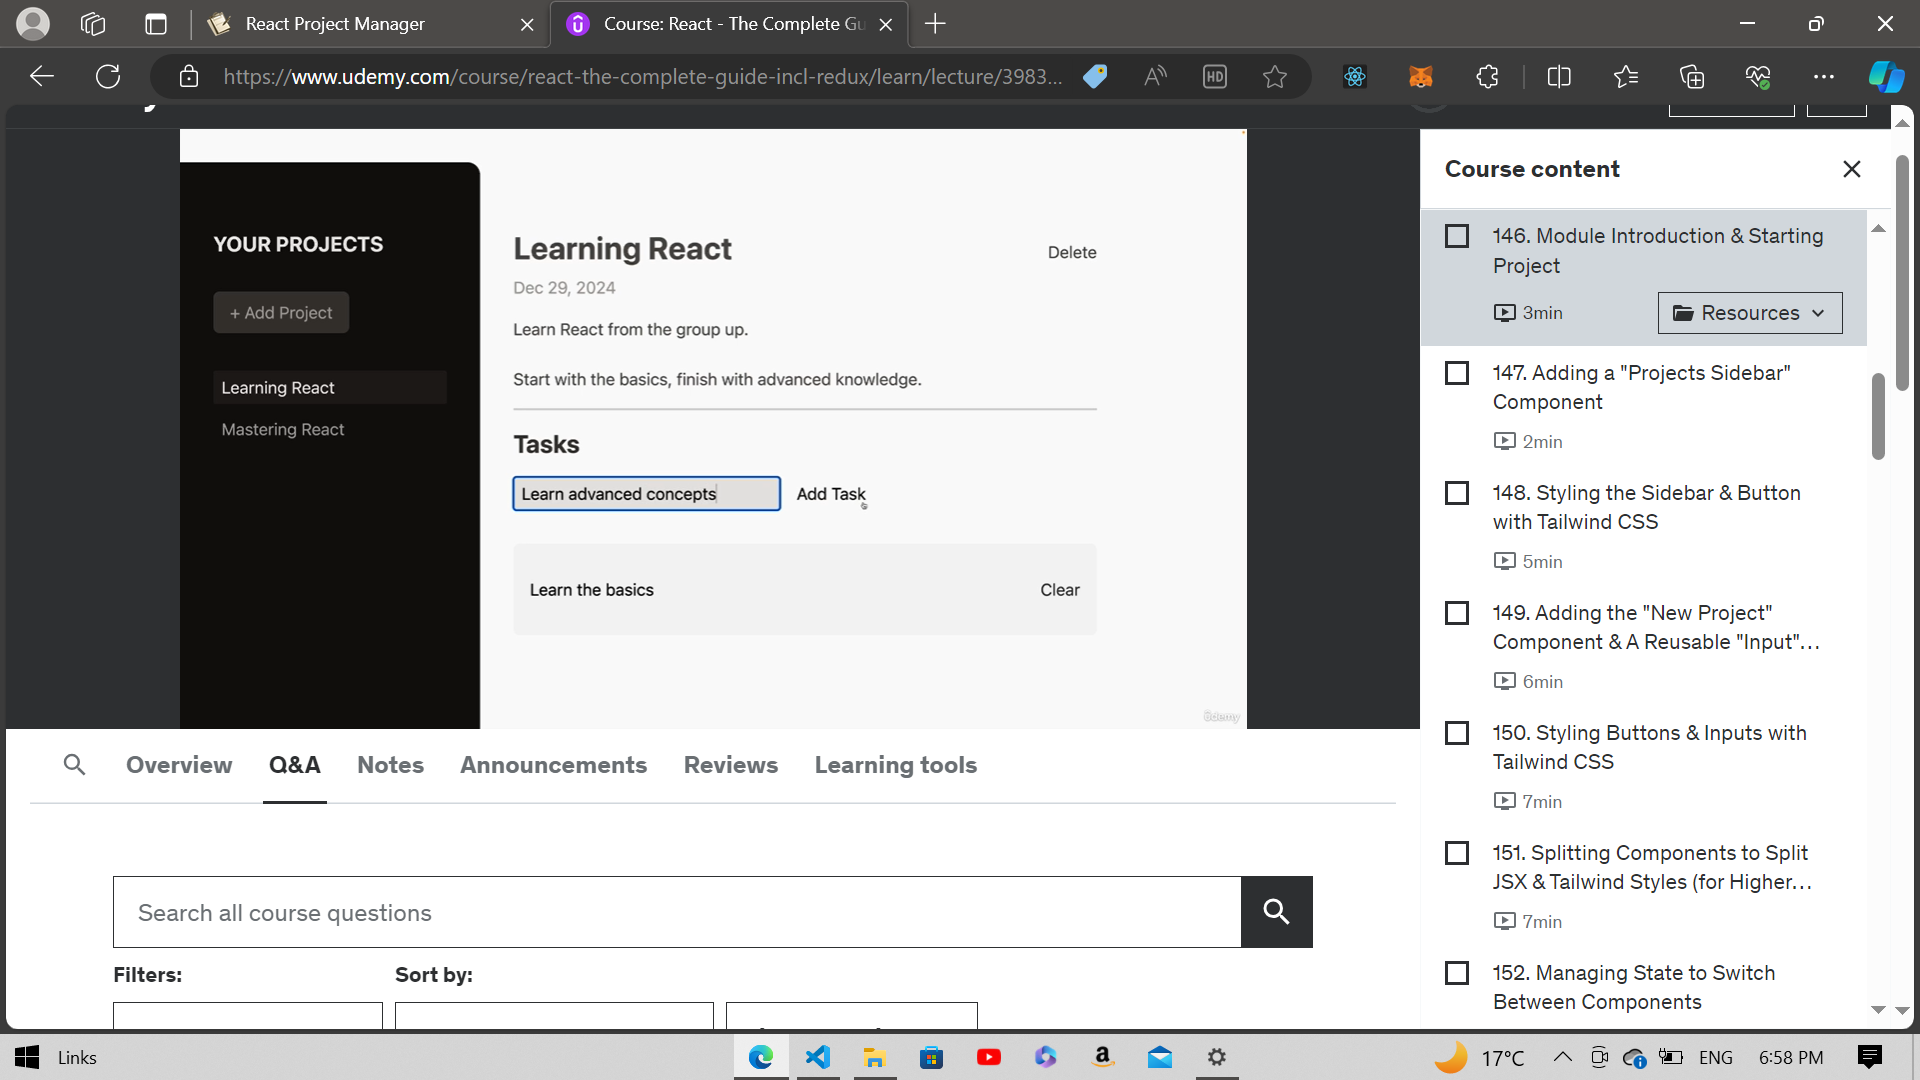 React Project Manager
Course: React - The Complete Gu
https://www.udemy.com/course/react-the-complete-guide-incl-redux/learn/lecture/3983...
HD
YOUR PROJECTS
+ Add Project
Learning React
Mastering React
Learning React
Delete
Dec 29, 2024
Learn React from the group up.
Start with the basics, finish with advanced knowledge.
Tasks
Learn advanced concepts
Add Task
Learn the basics
Clear
ûdemy
Course content
146. Module Introduction & Starting
Project
3min
Resources
147. Adding a "Projects Sidebar"
Component
2min
148. Styling the Sidebar & Button
with Tailwind CSS
5min
149. Adding the "New Project"
Component & A Reusable "Input"...
6min
150. Styling Buttons & Inputs with
Tailwind CSS
7min
151. Splitting Components to Split
JSX & Tailwind Styles (for Higher...
7min
152. Managing State to Switch
Between Components
Overview
Q&A
Notes
Announcements
Reviews
Learning tools
Search all course questions
Filters:
Sort by:
Links
17°C
ENG
6:58 PM